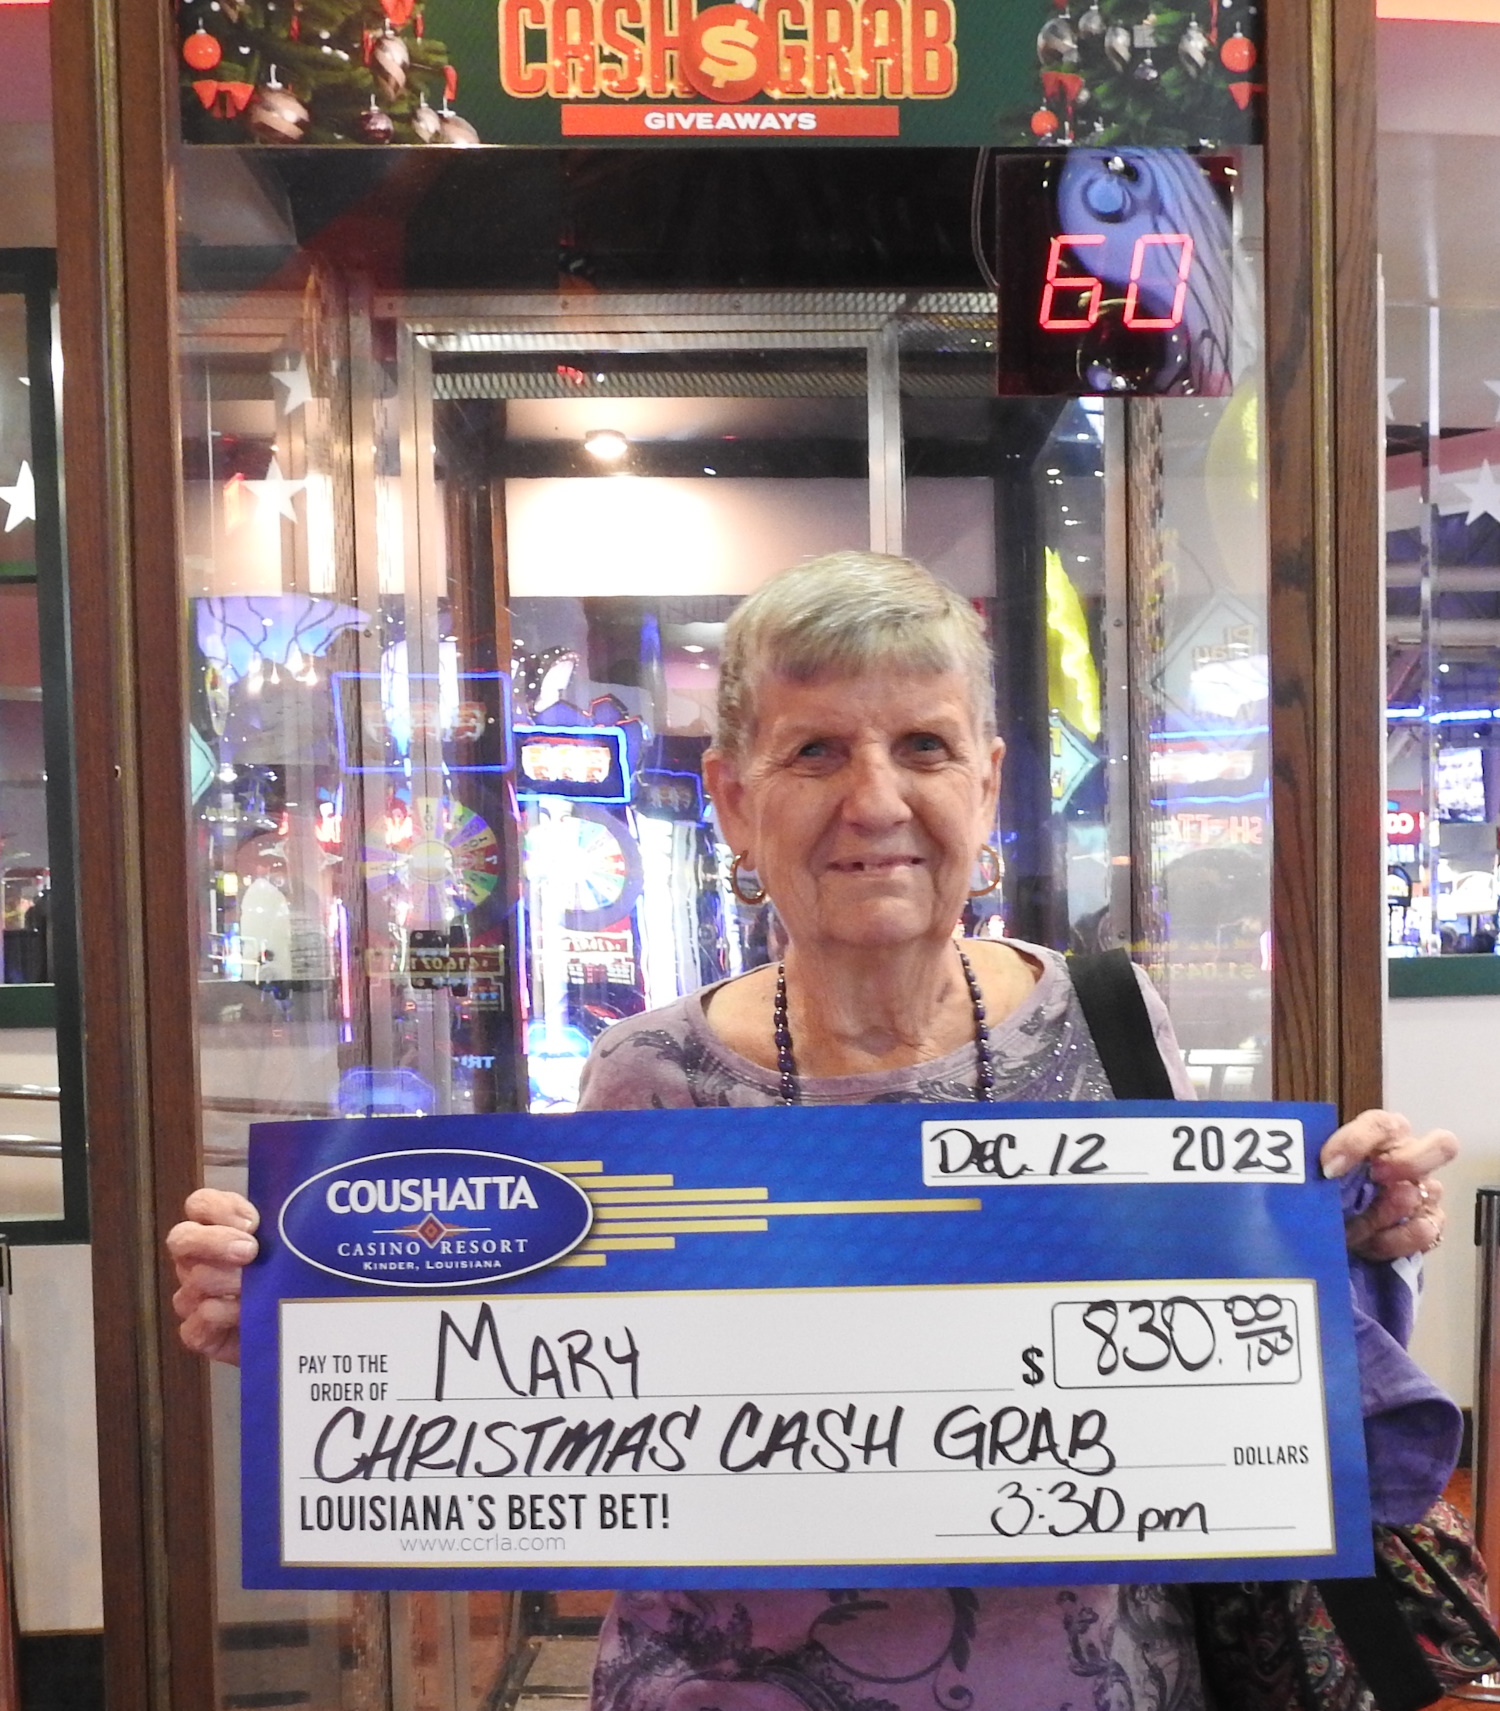 CASH $ GRAB
GIVEAWAYS
60
DEC. 12 2023
COUSHATTA
CASINO RESORT
KINDER, LOUISIANA
PAY TO THE ORDER OF MARY $ 830. 00/100
CHRISTMAS CASH GRAB DOLLARS
LOUISIANA'S BEST BET! 3:30 pm
www.ccrla.com